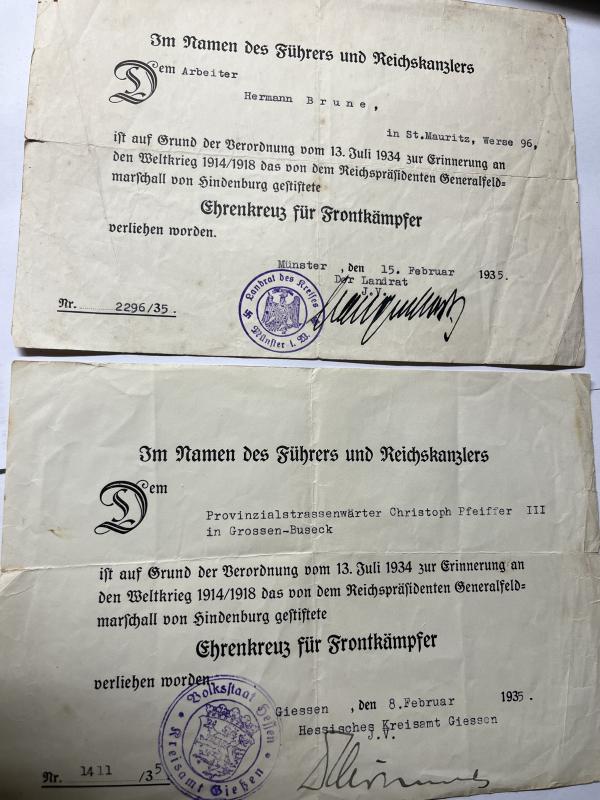 Im Namen des Führers und Reichskanzlers
Dem Arbeiter
Hermann Brune,
in St.Mauritz, Werse 96,
ist auf Grund der Verordnung vom 13. Juli 1934 zur Erinnerung an
den Weltkrieg 1914/1918 das von dem Reichspräsidenten Generalfeld-
marschall von Hindenburg gestiftete
Ehrenkreuz für Frontkämpfer
verliehen worden.
Münster, den 15. Februar 1935.
Der Landrat
J.V.
Landrat des Kreises
Münster i. W.
Nr. 2296/35.
Im Namen des Führers und Reichskanzlers
Dem
Provinzialstrassenwärter Christoph Pfeiffer III
in Grossen-Buseck
ist auf Grund der Verordnung vom 13. Juli 1934 zur Erinnerung an
den Weltkrieg 1914/1918 das von dem Reichspräsidenten Generalfeld-
marschall von Hindenburg gestiftete
Ehrenkreuz für Frontkämpfer
verliehen worden.
Giessen, den 8.Februar 1935.
Hessisches Kreisamt Giessen
J.V.
Volksstaat Hessen
Kreisamt Gießen
Nr. 1411/35